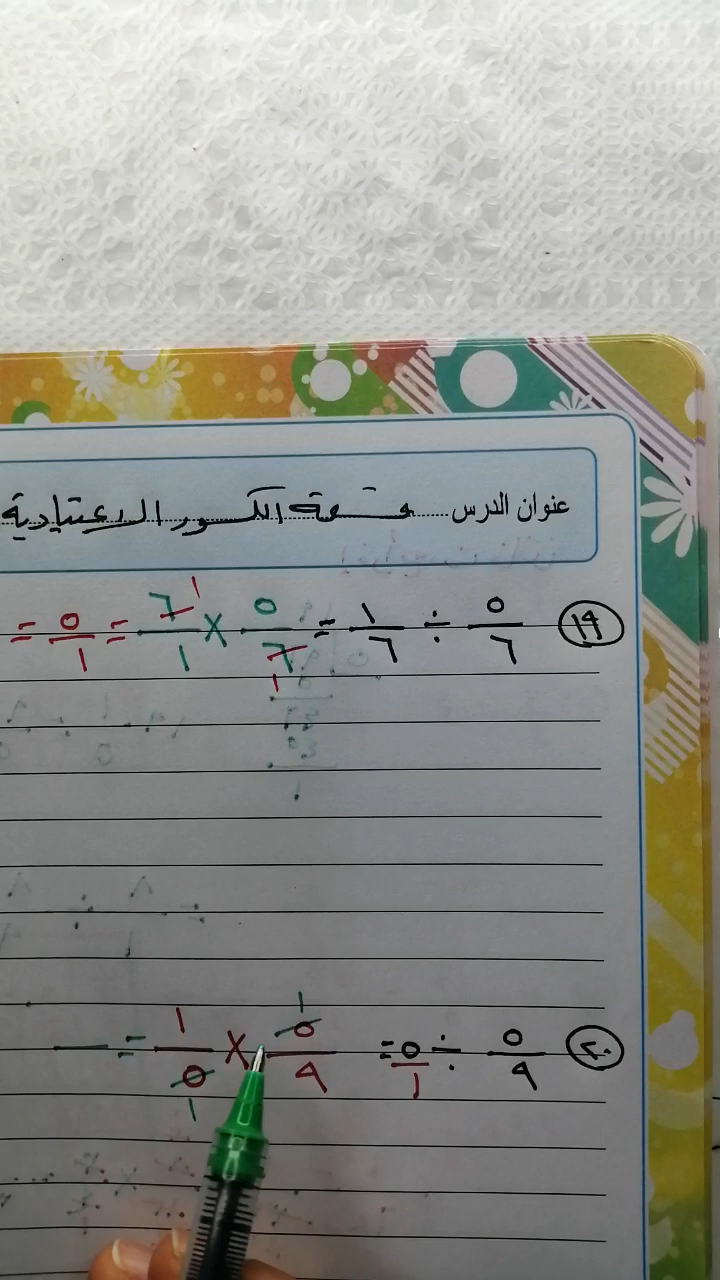 عنوان الدرس قسمة الكسور الاعتيادية
١٩ ٥/٦ ÷ ١/٦ = ٥/٦ × ٦/١ = ٥/١ =
٢٠ ٥/٩ ÷ ٥/١ = ٥/٩ × ١/٥ =